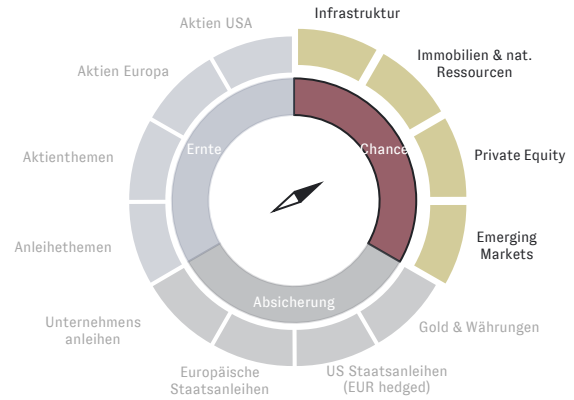 Infrastruktur
Aktien USA
Immobilien & nat.
Ressourcen
Aktien Europa
Ernte
Chance
Aktienthemen
Private Equity
Anleihethemen
Emerging
Markets
Absicherung
Unternehmens
anleihen
Gold & Währungen
Europäische
Staatsanleihen
US Staatsanleihen
(EUR hedged)